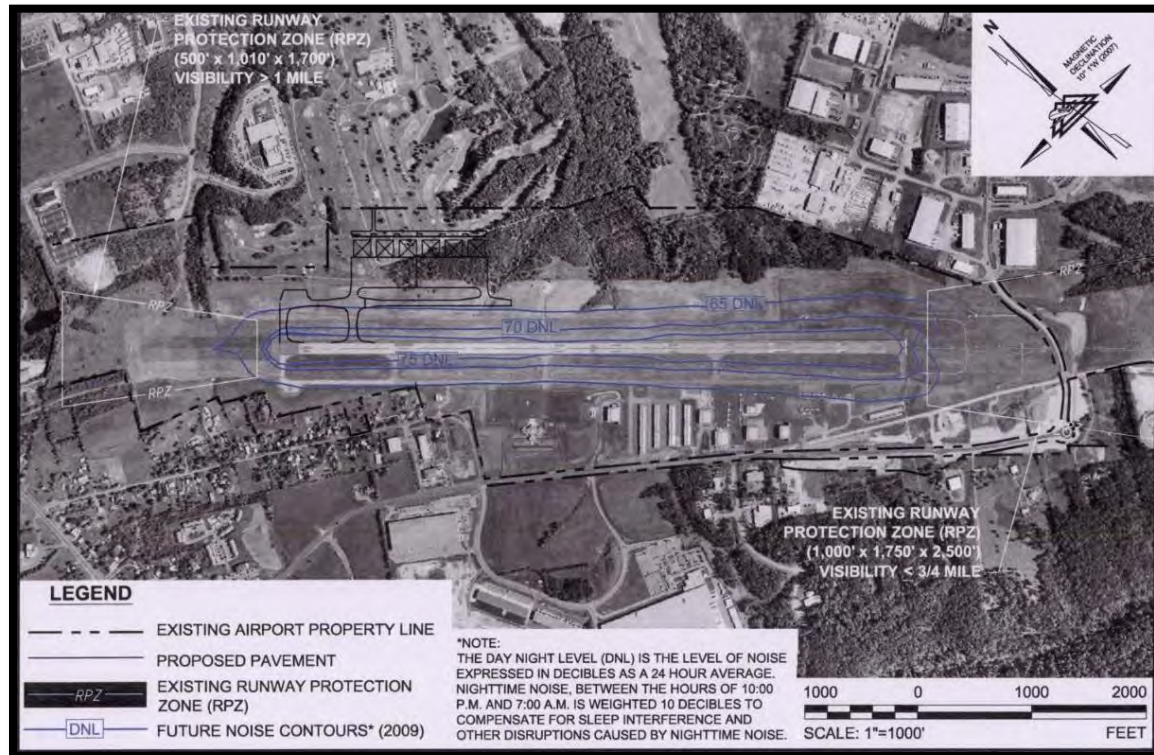 EXISTING RUNWAY
PROTECTION ZONE (RPZ)
(500' x 1,010' x 1,700')
VISIBILITY > 1 MILE
N
MAGNETIC
DECLINATION
10° 1'W (2007)
RPZ
RPZ
RPZ
65 DNL
70 DNL
75 DNL
RPZ
EXISTING RUNWAY
PROTECTION ZONE (RPZ)
(1,000' x 1,750' x 2,500')
VISIBILITY < 3/4 MILE
LEGEND
EXISTING AIRPORT PROPERTY LINE
PROPOSED PAVEMENT
RPZ
EXISTING RUNWAY PROTECTION
ZONE (RPZ)
DNL
FUTURE NOISE CONTOURS* (2009)
*NOTE:
THE DAY NIGHT LEVEL (DNL) IS THE LEVEL OF NOISE
EXPRESSED IN DECIBLES AS A 24 HOUR AVERAGE.
NIGHTTIME NOISE, BETWEEN THE HOURS OF 10:00
P.M. AND 7:00 A.M. IS WEIGHTED 10 DECIBLES TO
COMPENSATE FOR SLEEP INTERFERENCE AND
OTHER DISRUPTIONS CAUSED BY NIGHTTIME NOISE.
1000 0 1000 2000
SCALE: 1"=1000' FEET